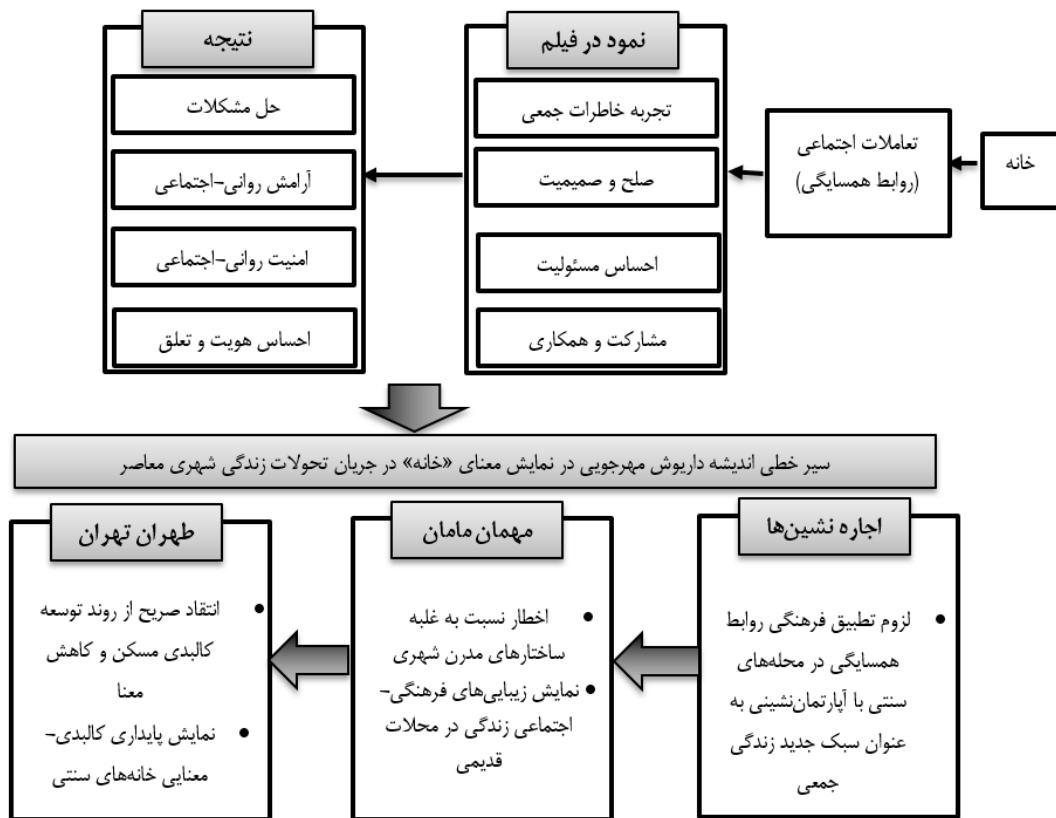 خانه
تعاملات اجتماعی
(روابط همسایگی)
نمود در فیلم
تجربه خاطرات جمعی
صلح و صمیمیت
احساس مسئولیت
مشارکت و همکاری
نتیجه
حل مشکلات
آرامش روانی-اجتماعی
امنیت روانی-اجتماعی
احساس هویت و تعلق
سیر خطی اندیشه داریوش مهرجویی در نمایش معنای «خانه» در جریان تحولات زندگی شهری معاصر
اجاره نشین‌ها
• لزوم تطبیق فرهنگی روابط
همسایگی در محله‌های
سنتی با آپارتمان‌نشینی به
عنوان سبک جدید زندگی
جمعی
مهمان مامان
• اخطار نسبت به غلبه
ساختارهای مدرن شهری
• نمایش زیبایی‌های فرهنگی-
اجتماعی زندگی در محلات
قدیمی
طهران تهران
• انتقاد صریح از روند توسعه
کالبدی مسکن و کاهش
معنا
• نمایش پایداری کالبدی-
معنایی خانه‌های سنتی